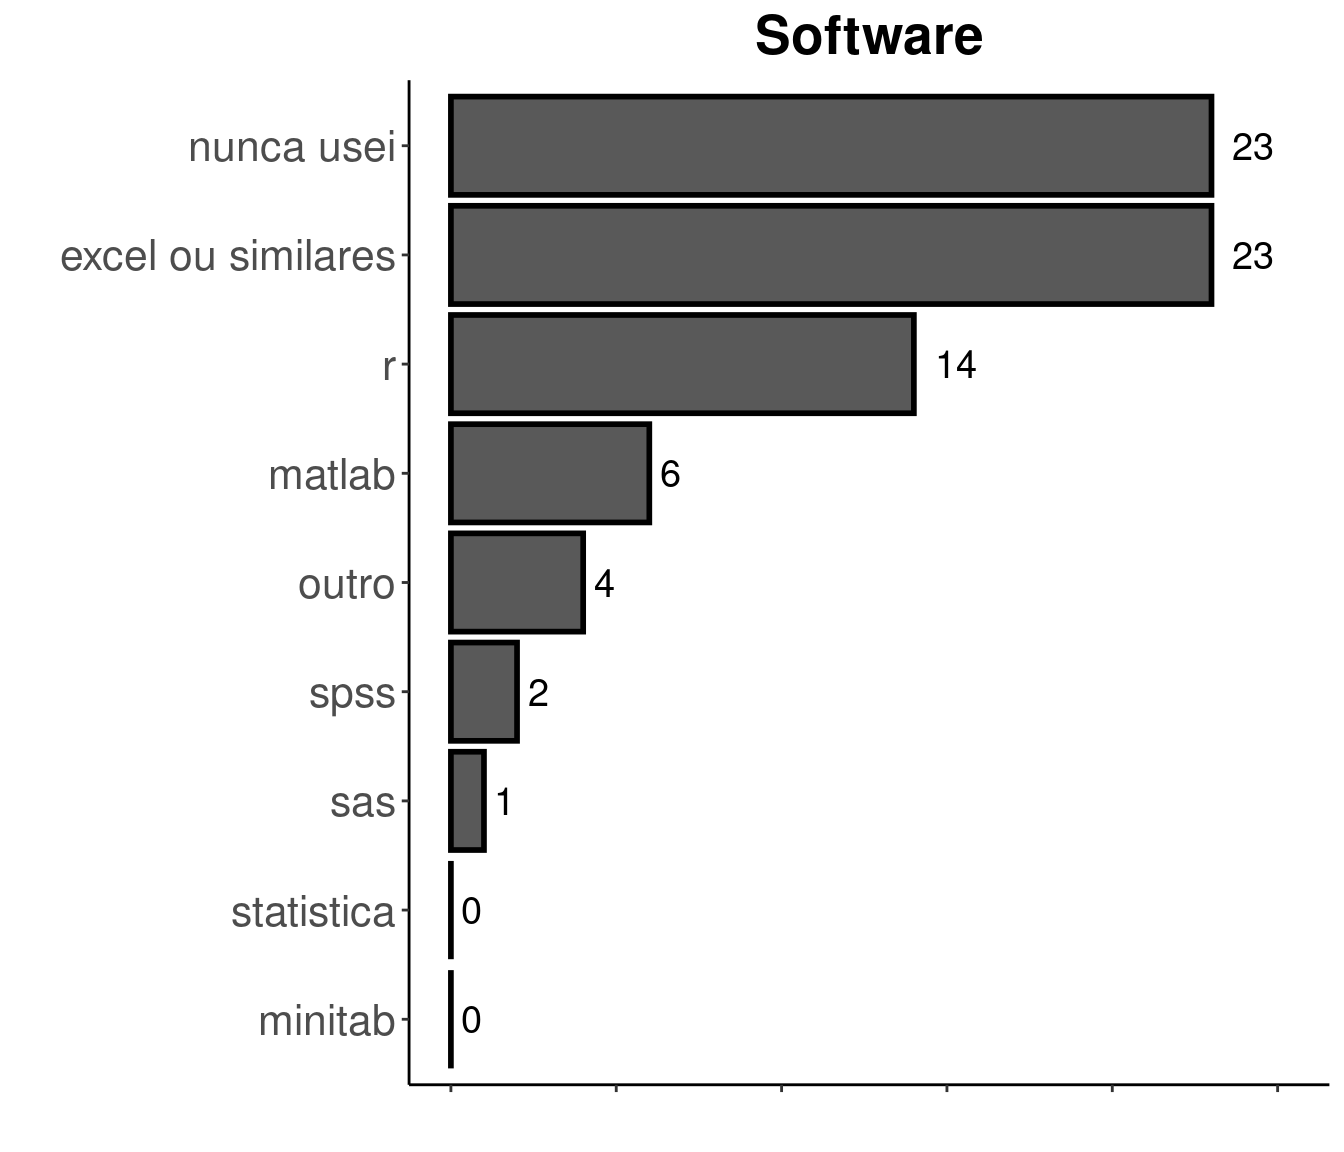 Software
nunca usei 23
excel ou similares 23
r 14
matlab 6
outro 4
spss 2
sas 1
statistica 0
minitab 0